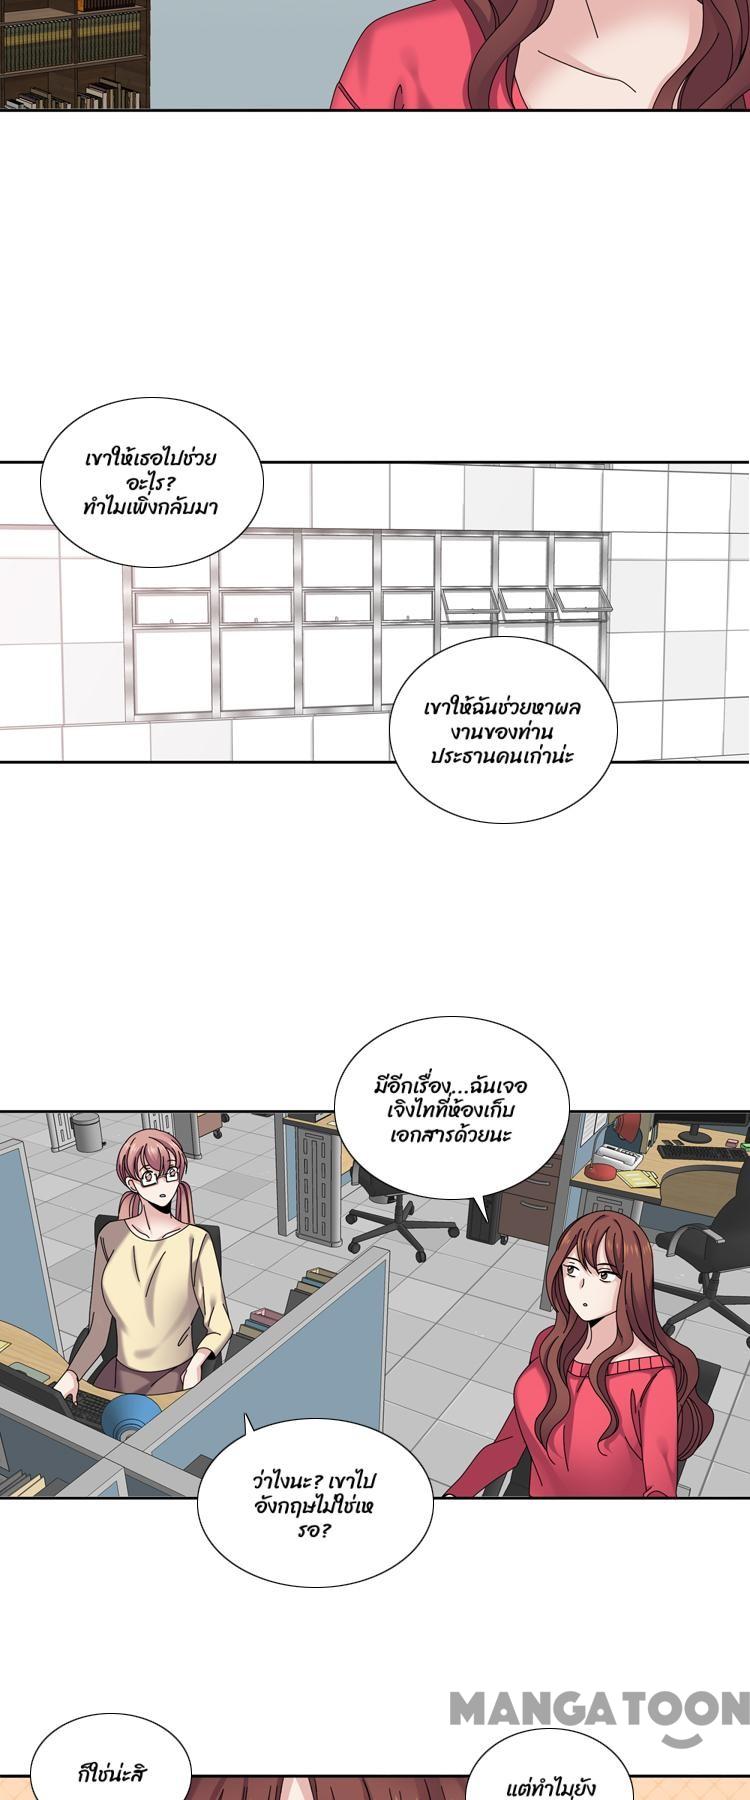 เขาให้เธอไปช่วย
อะไร?
ทำไมเพิ่งกลับมา
เขาให้ฉันช่วยหาผล
งานของท่าน
ประธานคนเก่าน่ะ
มีอีกเรื่อง...ฉันเจอ
เจิงไทที่ห้องเก็บ
เอกสารด้วยนะ
ว่าไงนะ? เขาไป
อังกฤษไม่ใช่เห
รอ?
MANGATOON
ก็ใช่น่ะสิ
แต่ทำไมยัง